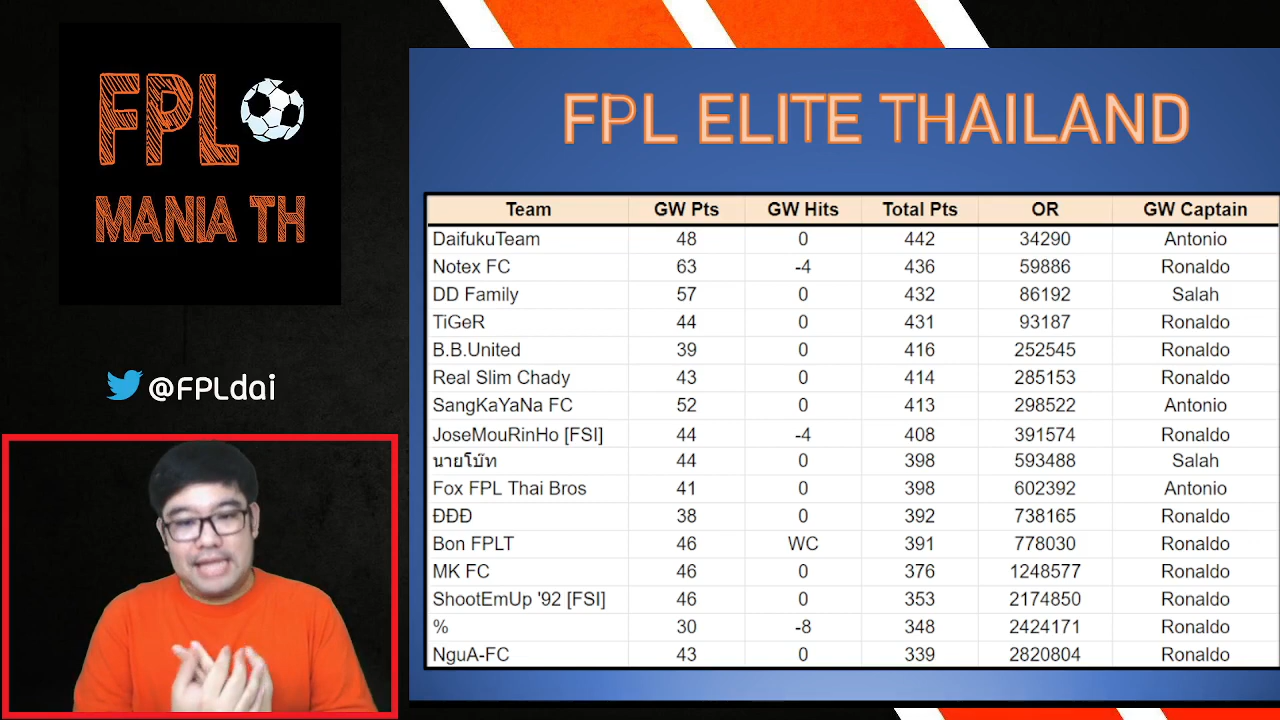 FPL
MANIA TH
@FPLdai
FPL ELITE THAILAND
Team GW Pts GW Hits Total Pts OR GW Captain
DaifukuTeam 48 0 442 34290 Antonio
Notex FC 63 -4 436 59886 Ronaldo
DD Family 57 0 432 86192 Salah
TiGeR 44 0 431 93187 Ronaldo
B.B.United 39 0 416 252545 Ronaldo
Real Slim Chady 43 0 414 285153 Ronaldo
SangKaYaNa FC 52 0 413 298522 Antonio
JoseMouRinHo [FSI] 44 -4 408 391574 Ronaldo
นายโบ๊ท 44 0 398 593488 Salah
Fox FPL Thai Bros 41 0 398 602392 Antonio
ĐĐĐ 38 0 392 738165 Ronaldo
Bon FPLT 46 WC 391 778030 Ronaldo
MK FC 46 0 376 1248577 Ronaldo
ShootEmUp '92 [FSI] 46 0 353 2174850 Ronaldo
% 30 -8 348 2424171 Ronaldo
NguA-FC 43 0 339 2820804 Ronaldo